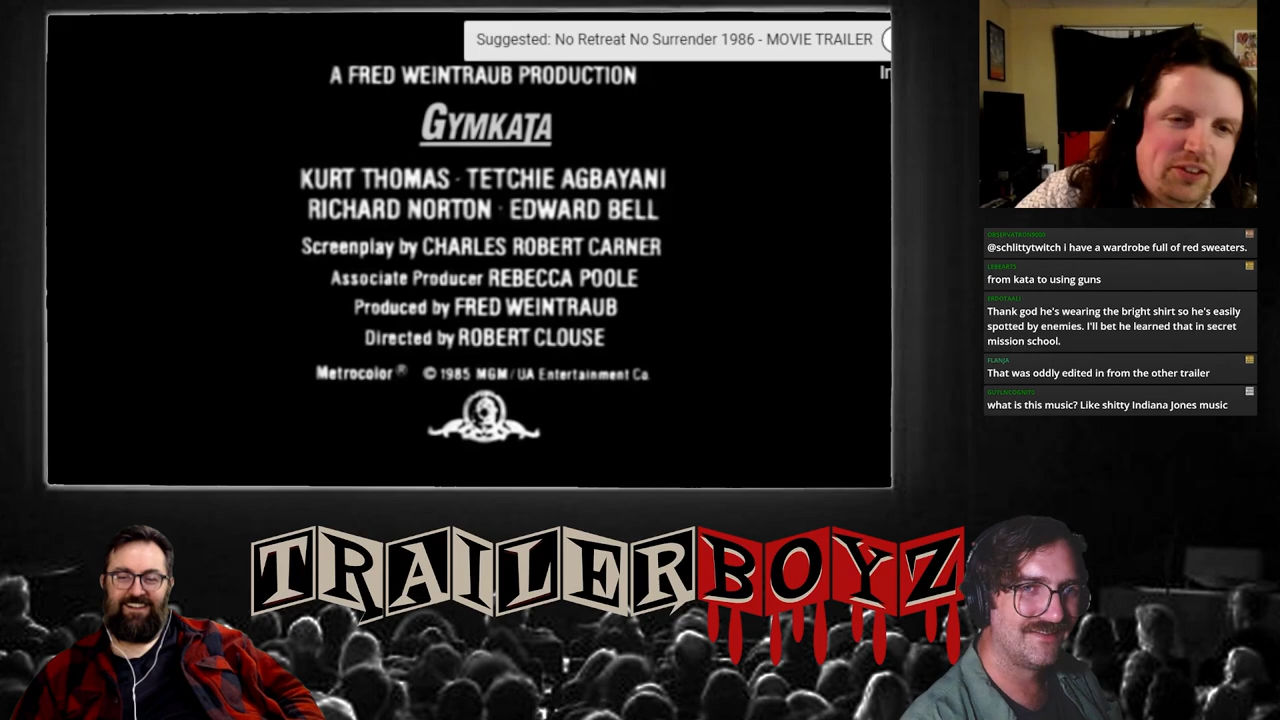 Suggested: No Retreat No Surrender 1986 - MOVIE TRAILER
A FRED WEINTRAUB PRODUCTION
GYMKATA
KURT THOMAS · TETCHIE AGBAYANI
RICHARD NORTON · EDWARD BELL
Screenplay by CHARLES ROBERT CARNER
Associate Producer REBECCA POOLE
Produced by FRED WEINTRAUB
Directed by ROBERT CLOUSE
Metrocolor® © 1985 MGM/UA Entertainment Co.
OBSERVATRON9000
@schlittytwitch i have a wardrobe full of red sweaters.
LEBEAR75
from kata to using guns
Thank god he's wearing the bright shirt so he's easily
spotted by enemies. I'll bet he learned that in secret
mission school.
FLANJA
That was oddly edited in from the other trailer
what is this music? Like shitty Indiana Jones music
TRAILERBOYZ